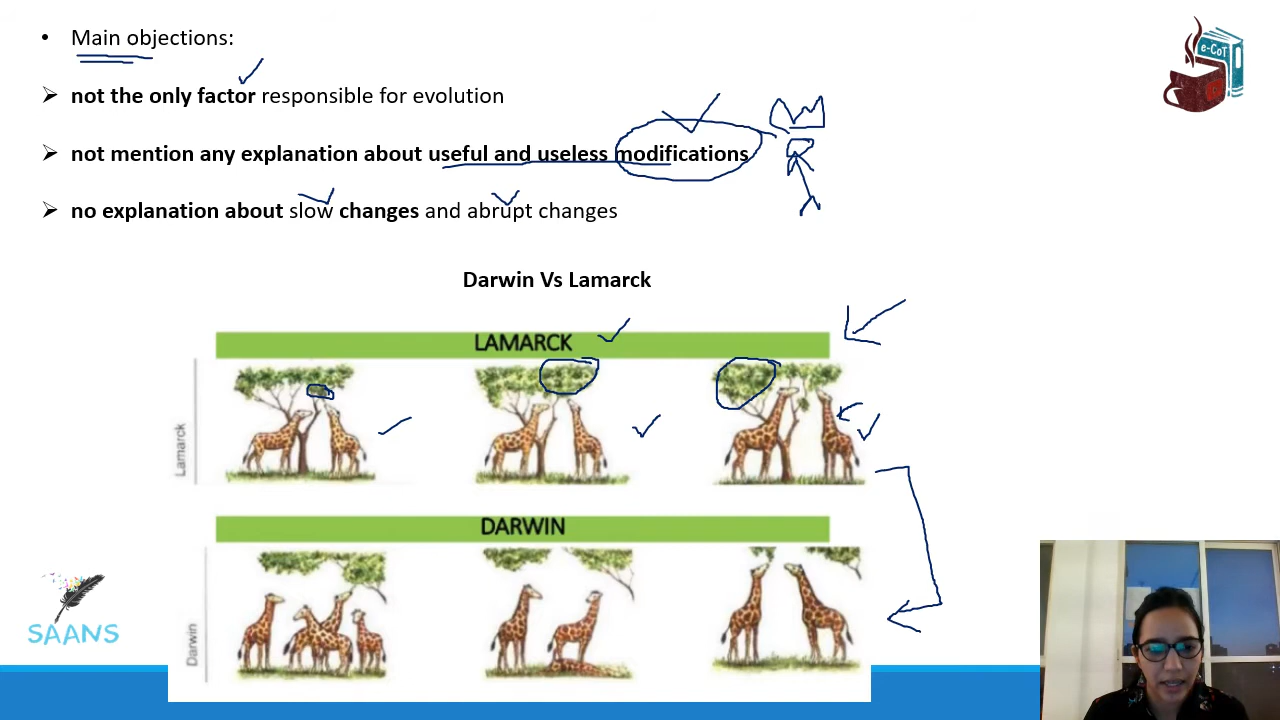 • Main objections:
e-CoT
➢ not the only factor responsible for evolution
➢ not mention any explanation about useful and useless modifications
➢ no explanation about slow changes and abrupt changes
Darwin Vs Lamarck
LAMARCK
Lamarck
DARWIN
Darwin
SAANS